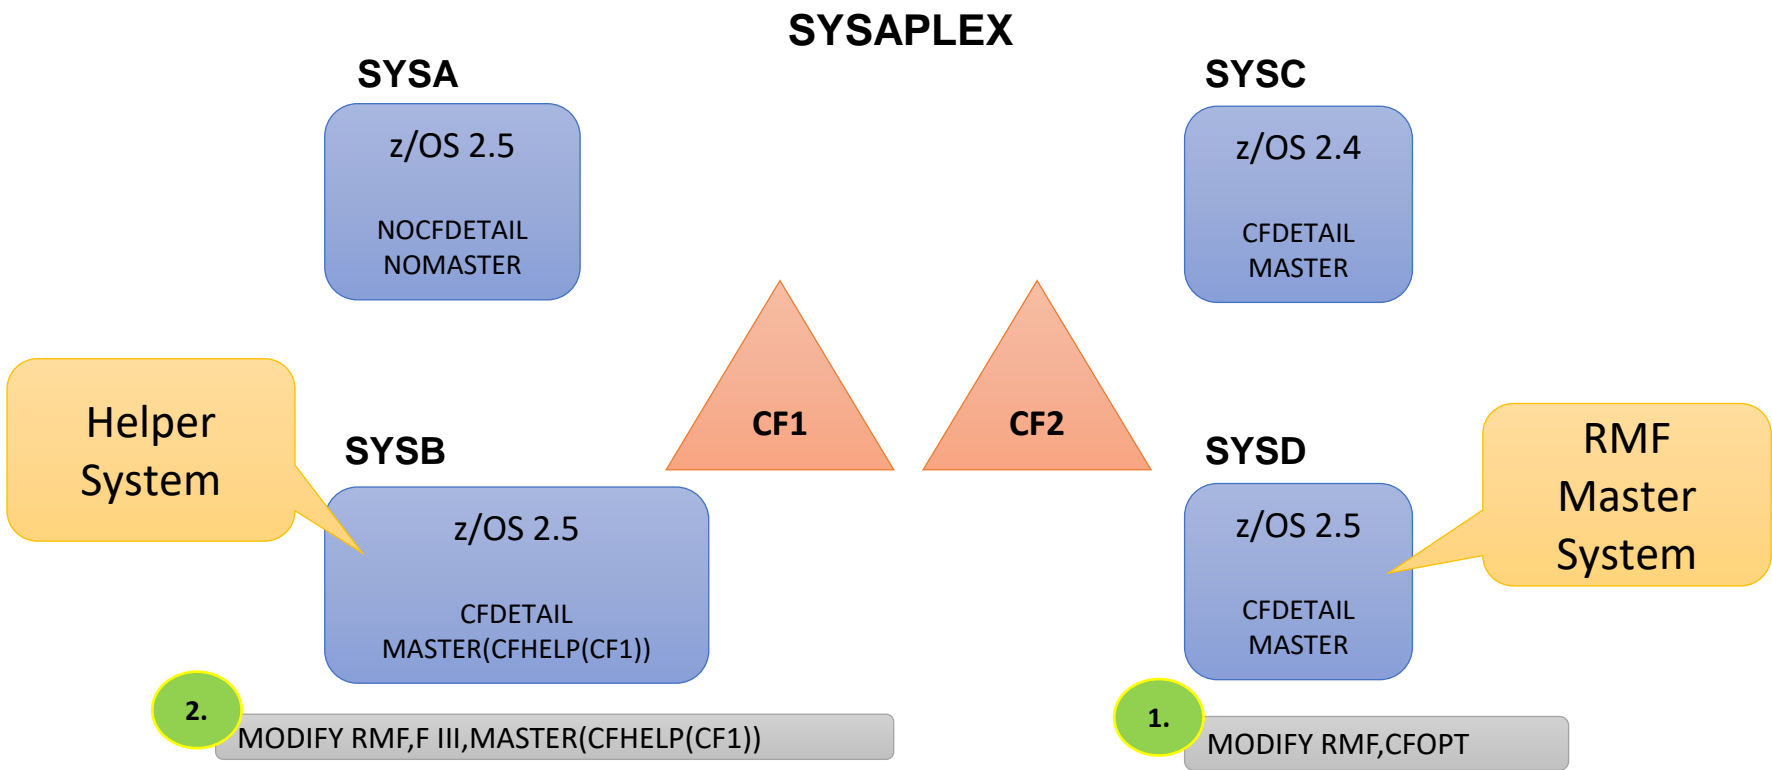 SYSAPLEX
SYSA
z/OS 2.5
NOCFDETAIL
NOMASTER
SYSC
z/OS 2.4
CFDETAIL
MASTER
CF1
CF2
Helper
System
SYSB
z/OS 2.5
CFDETAIL
MASTER(CFHELP(CF1))
SYSD
z/OS 2.5
CFDETAIL
MASTER
RMF
Master
System
2.
MODIFY RMF,F III,MASTER(CFHELP(CF1))
1.
MODIFY RMF,CFOPT